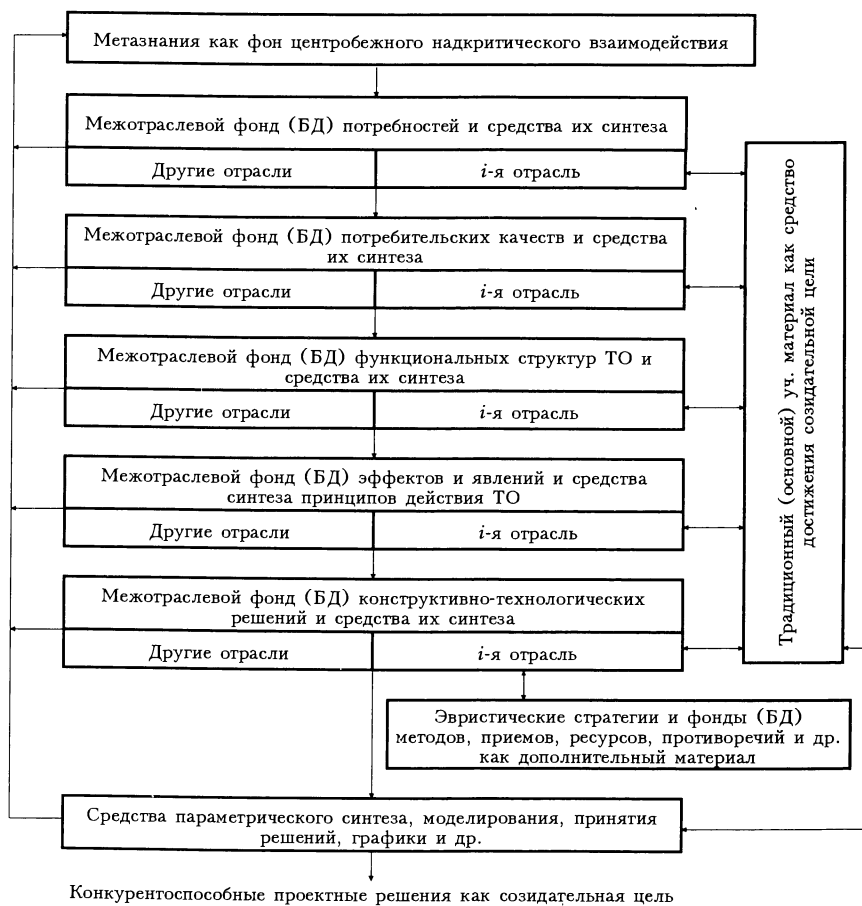 Метазнания как фон центробежного надкритического взаимодействия
Межотраслевой фонд (БД) потребностей и средства их синтеза
Другие отрасли
i-я отрасль
Межотраслевой фонд (БД) потребительских качеств и средства
их синтеза
Другие отрасли
i-я отрасль
Межотраслевой фонд (БД) функциональных структур ТО и
средства их синтеза
Другие отрасли
i-я отрасль
Межотраслевой фонд (БД) эффектов и явлений и средства
синтеза принципов действия ТО
Другие отрасли
i-я отрасль
Межотраслевой фонд (БД) конструктивно-технологических
решений и средства их синтеза
Другие отрасли
i-я отрасль
Традиционный (основной) уч. материал как средство
достижения созидательной цели
Эвристические стратегии и фонды (БД)
методов, приемов, ресурсов, противоречий и др.
как дополнительный материал
Средства параметрического синтеза, моделирования, принятия
решений, графики и др.
Конкурентоспособные проектные решения как созидательная цель